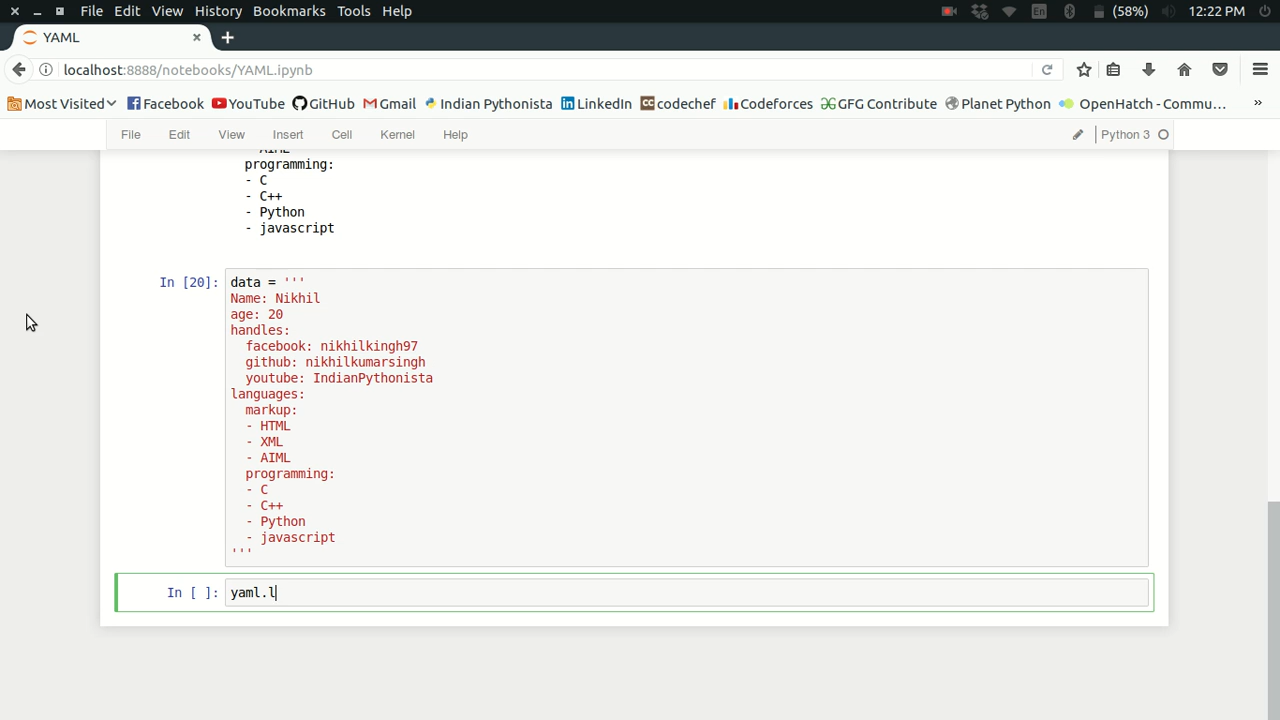 File Edit View History Bookmarks Tools Help
En (58%) 12:22 PM
YAML
localhost:8888/notebooks/YAML.ipynb
Most Visited Facebook YouTube GitHub Gmail Indian Pythonista LinkedIn codechef Codeforces GFG Contribute Planet Python OpenHatch - Commu... »
File Edit View Insert Cell Kernel Help Python 3
- AIML
programming:
- C
- C++
- Python
- javascript
In [20]: data = '''
Name: Nikhil
age: 20
handles:
facebook: nikhilkingh97
github: nikhilkumarsingh
youtube: IndianPythonista
languages:
markup:
- HTML
- XML
- AIML
programming:
- C
- C++
- Python
- javascript
'''
In [ ]: yaml.l